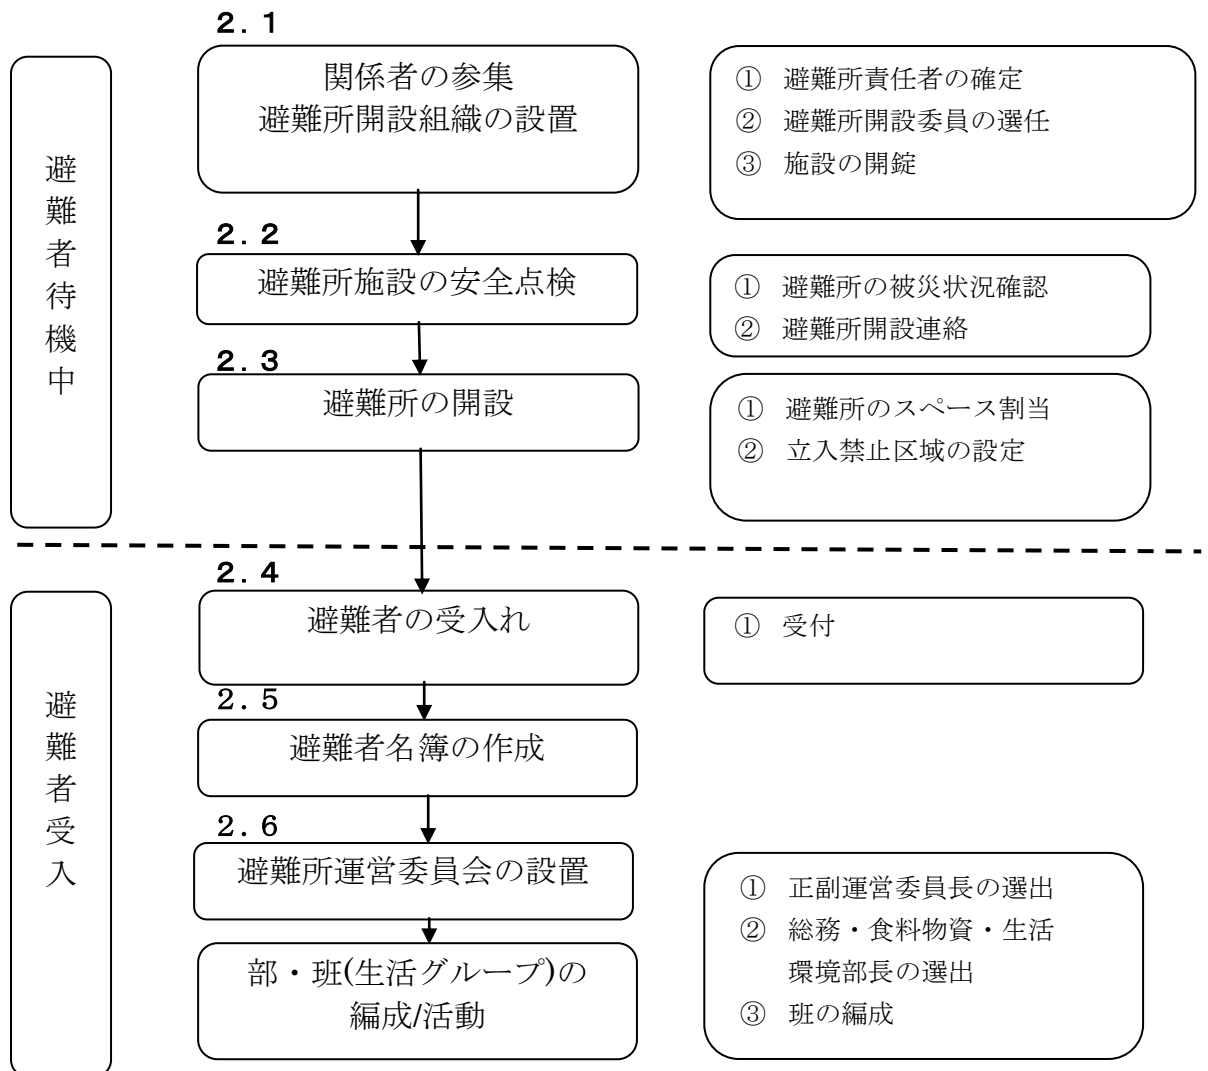 避難者待機中
２．１
関係者の参集
避難所開設組織の設置
① 避難所責任者の確定
② 避難所開設委員の選任
③ 施設の開錠
２．２
避難所施設の安全点検
① 避難所の被災状況確認
② 避難所開設連絡
２．３
避難所の開設
① 避難所のスペース割当
② 立入禁止区域の設定
避難者受入
２．４
避難者の受入れ
① 受付
２．５
避難者名簿の作成
２．６
避難所運営委員会の設置
① 正副運営委員長の選出
② 総務・食料物資・生活
環境部長の選出
③ 班の編成
部・班(生活グループ)の
編成/活動